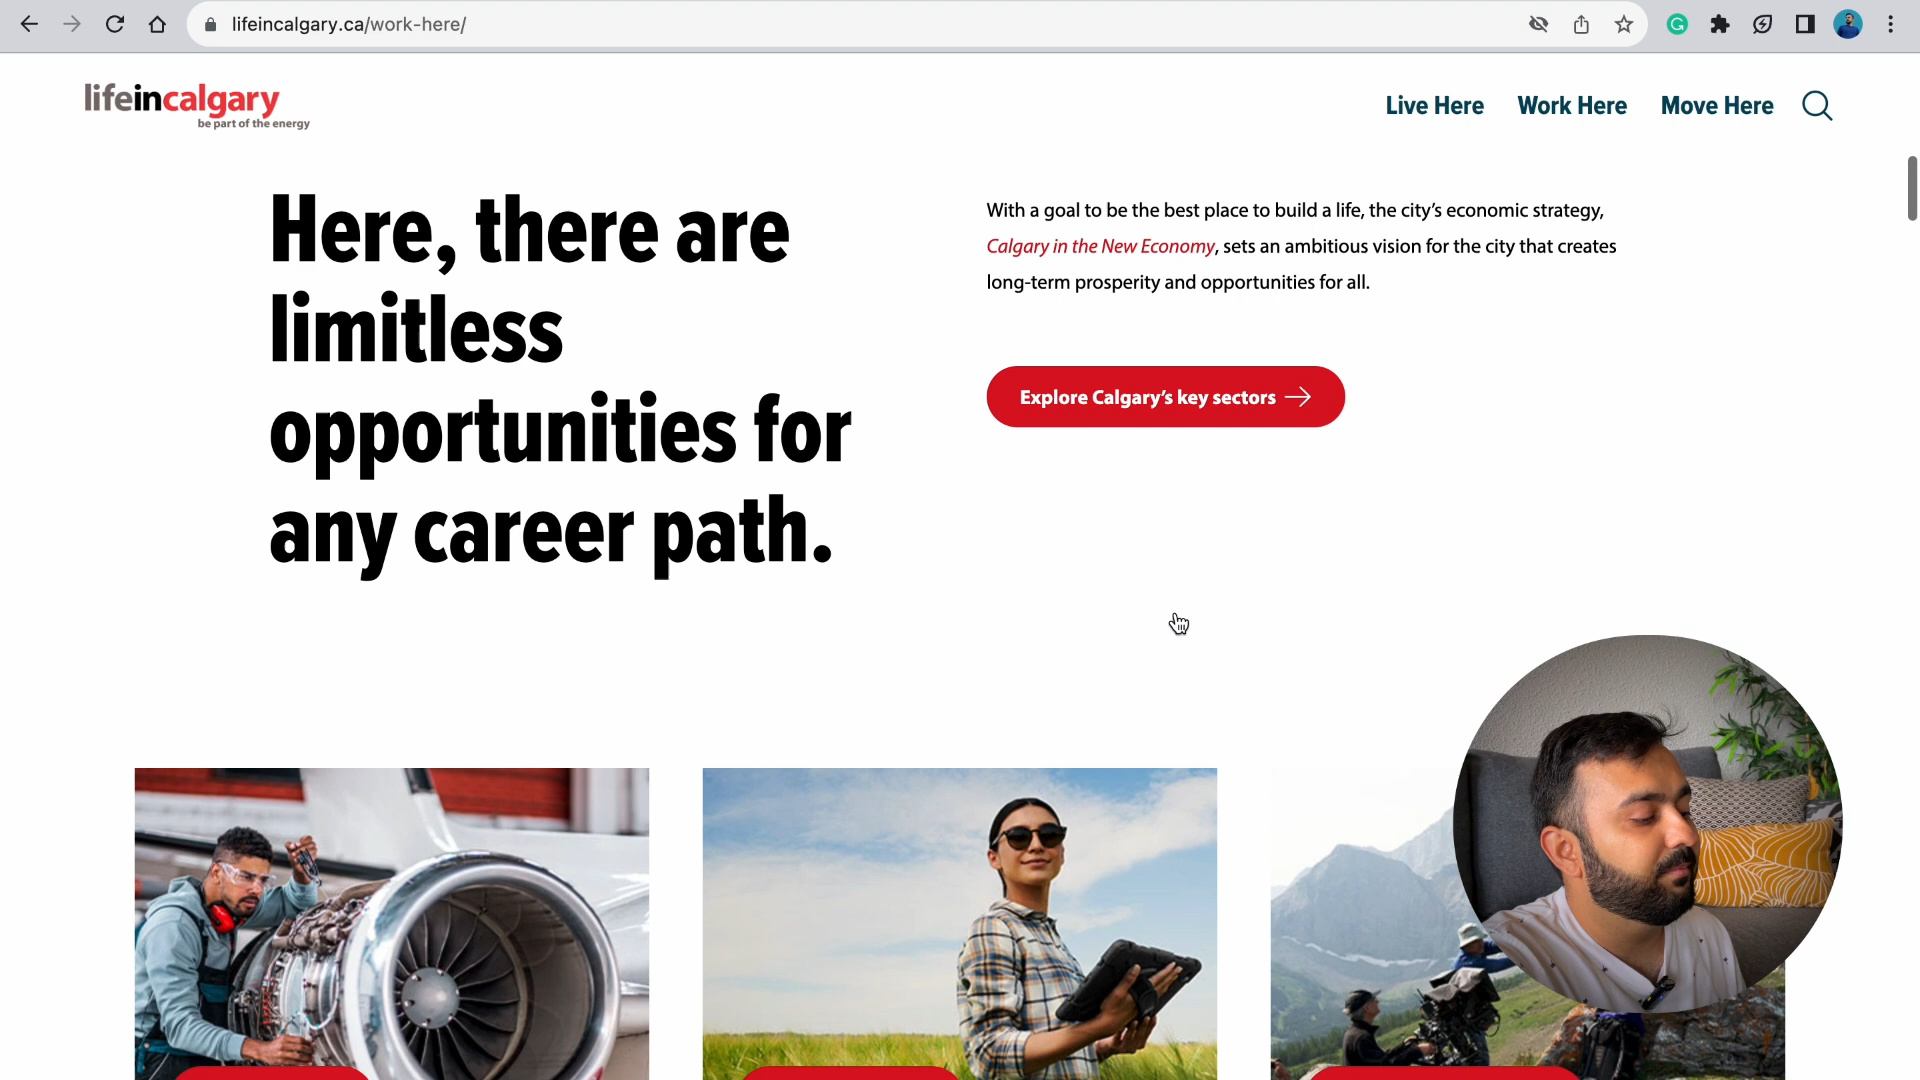 lifeincalgary.ca/work-here/
lifeincalgary
be part of the energy
Live Here
Work Here
Move Here
Here, there are
limitless
opportunities for
any career path.
With a goal to be the best place to build a life, the city’s economic strategy,
Calgary in the New Economy, sets an ambitious vision for the city that creates
long-term prosperity and opportunities for all.
Explore Calgary’s key sectors